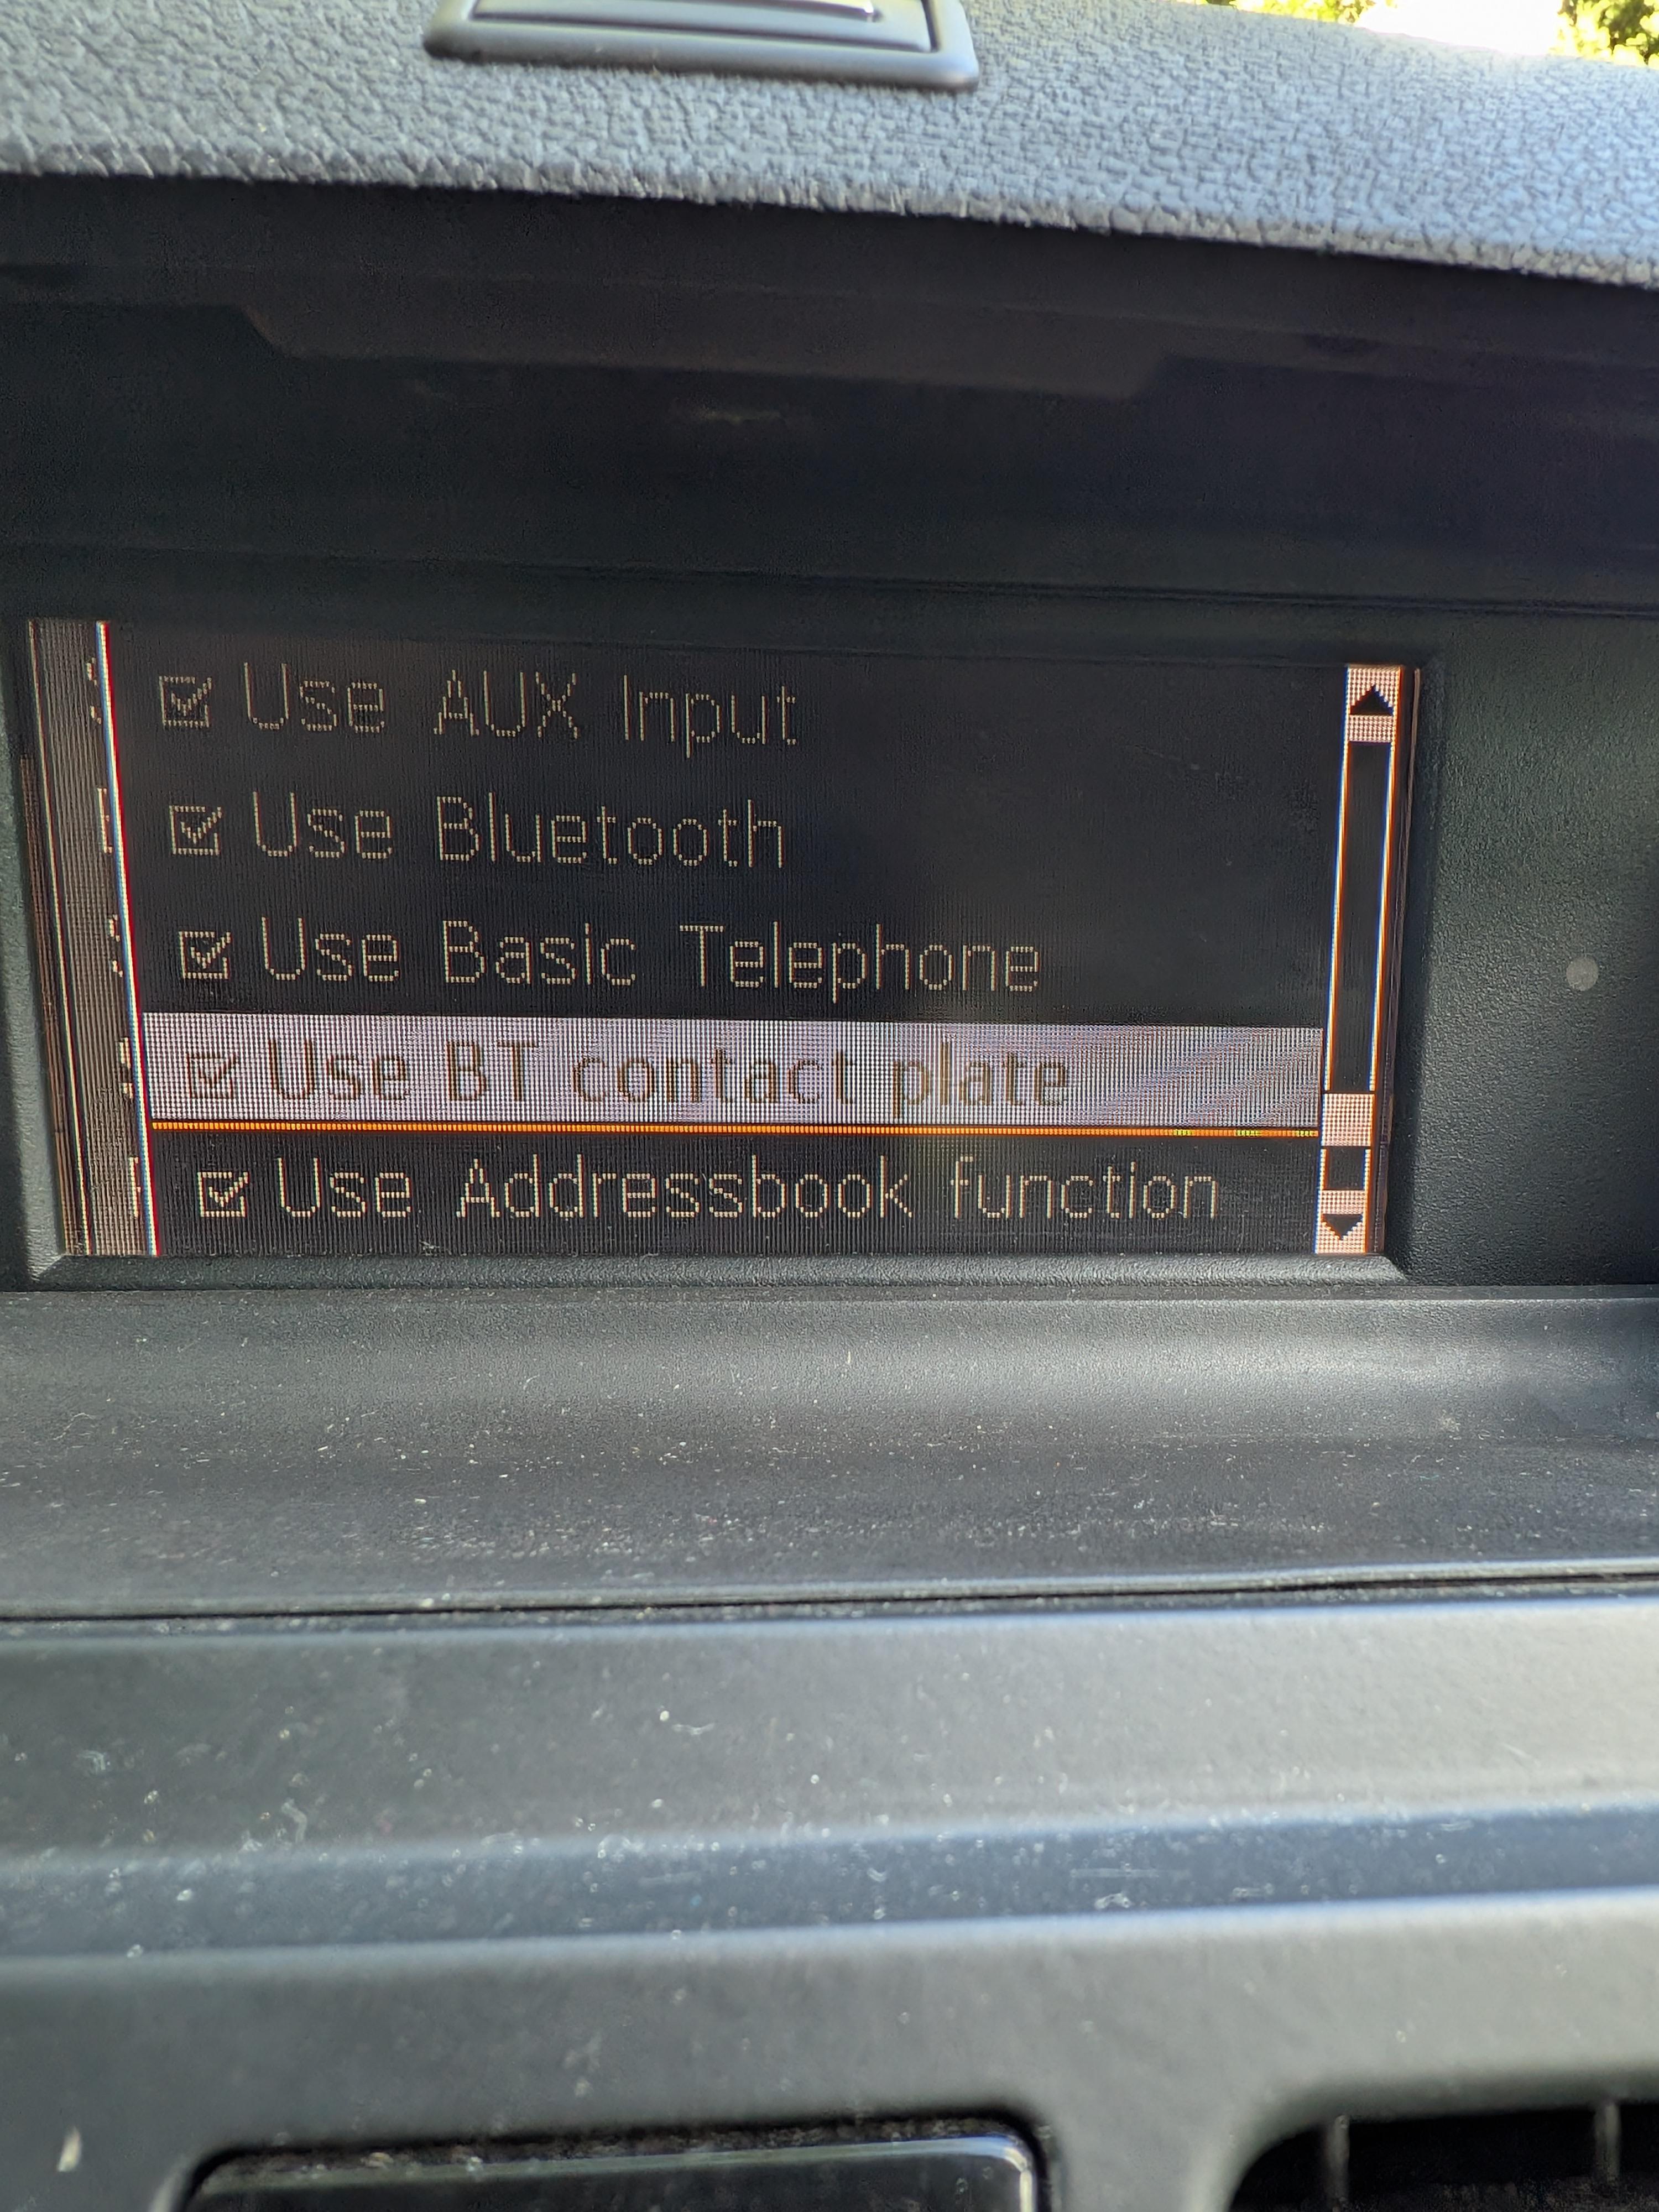 Use AUX Input
Use Bluetooth
Use Basic Telephone
Use BT contact plate
Use Addressbook function